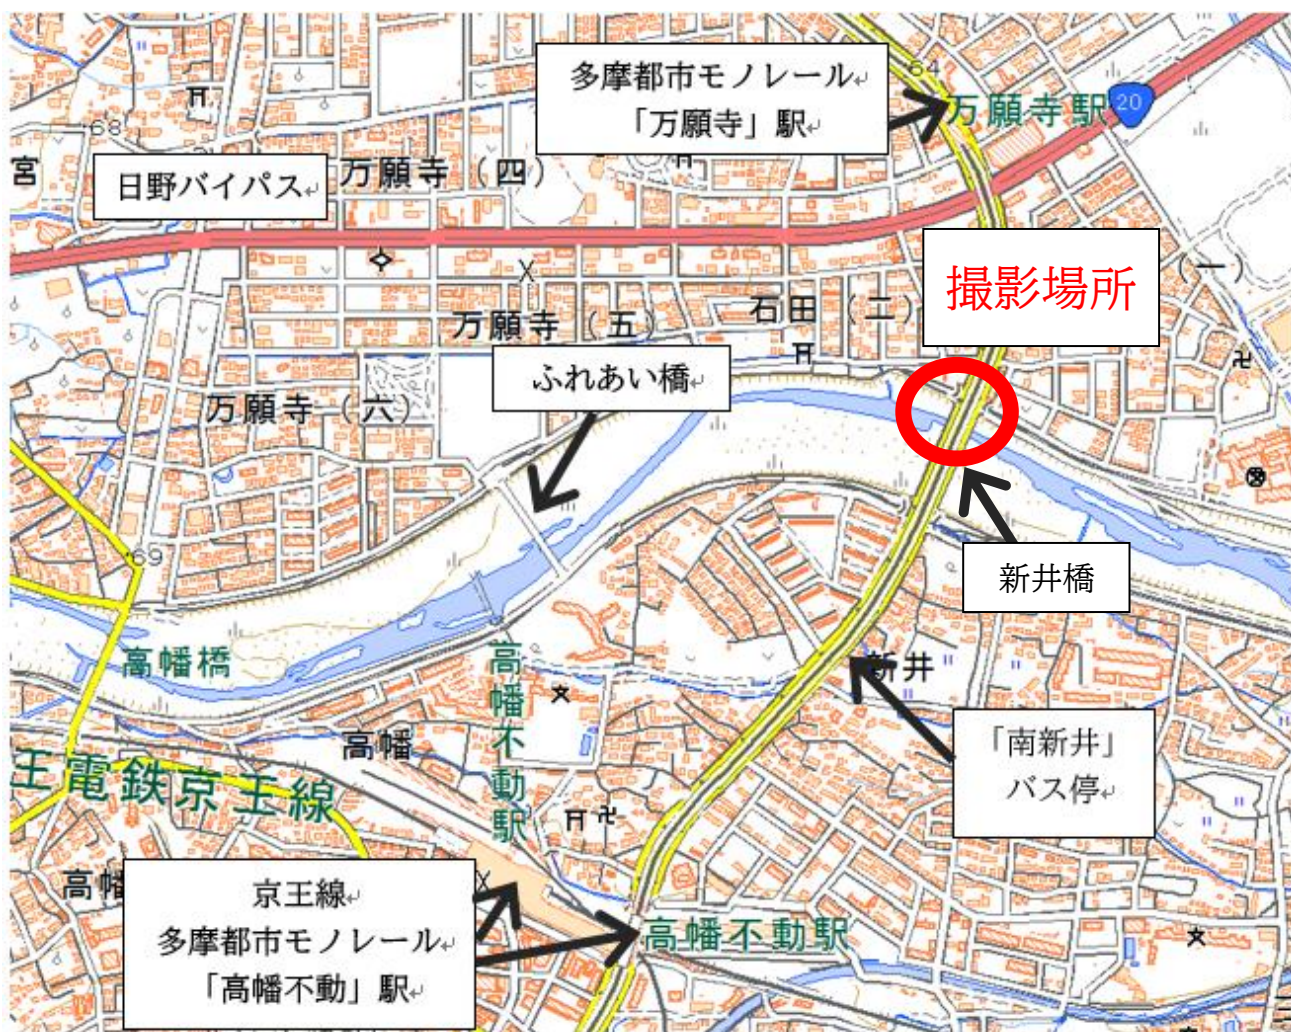 多摩都市モノレール
「万願寺」駅
64
万願寺駅
20
68
宮
日野バイパス
万願寺(四)
撮影場所
(一)
万願寺(五)
石田(二)
ふれあい橋
万願寺(六)
69
新井橋
高幡橋
高幡不動駅
新井
「南新井」
バス停
高幡
王電鉄京王線
高幡
京王線
多摩都市モノレール
「高幡不動」駅
高幡不動駅